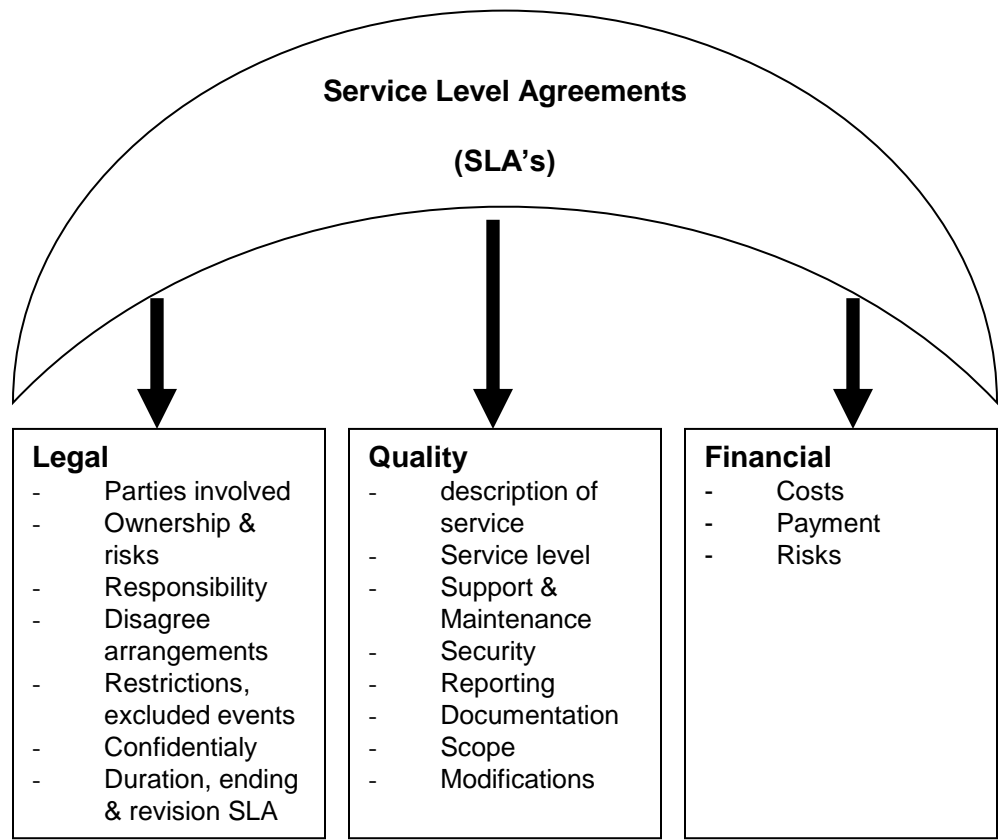 Service Level Agreements
(SLA's)
Legal
- Parties involved
- Ownership &
risks
- Responsibility
- Disagree
arrangements
- Restrictions,
excluded events
- Confidentialy
- Duration, ending
& revision SLA
Quality
- description of
service
- Service level
- Support &
Maintenance
- Security
- Reporting
- Documentation
- Scope
- Modifications
Financial
- Costs
- Payment
- Risks